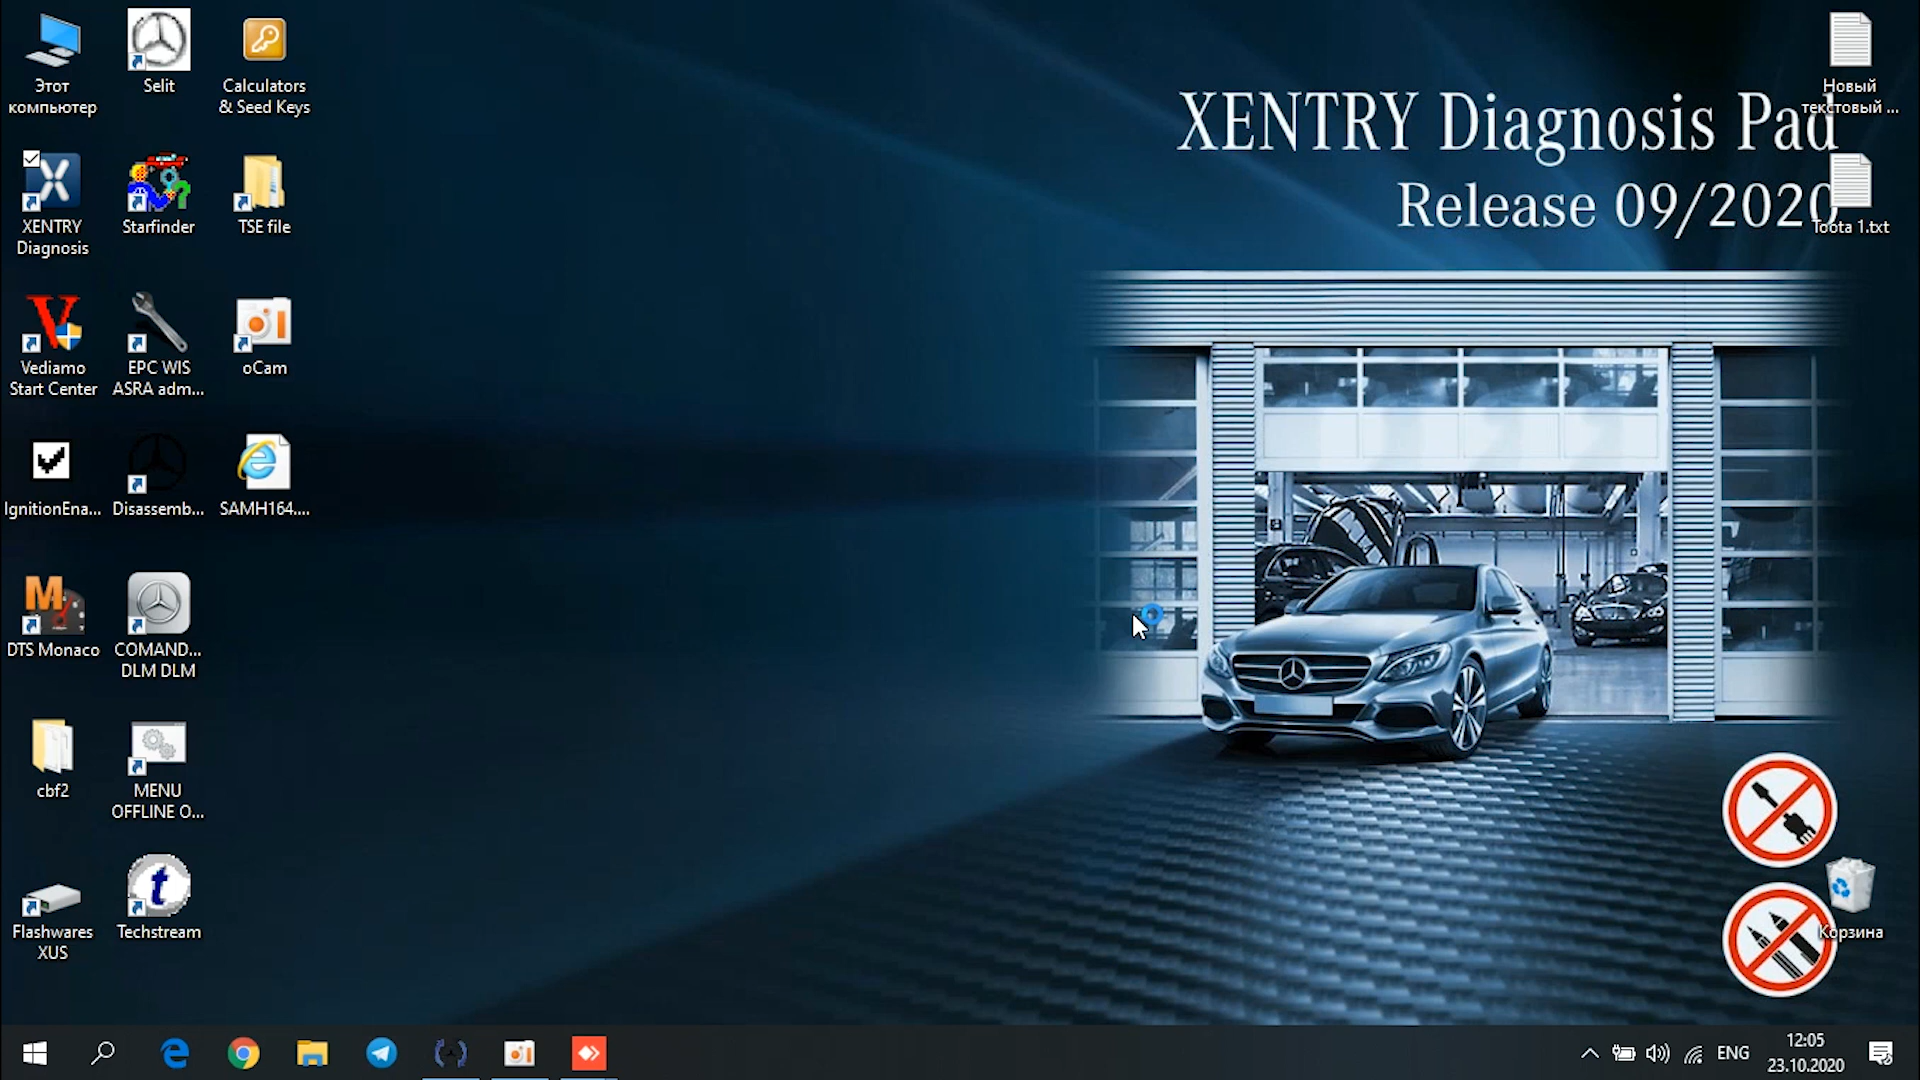 Этот
компьютер
Selit
Calculators
& Seed Keys
XENTRY
Diagnosis
Starfinder
TSE file
Vediamo
Start Center
EPC WIS
ASRA adm...
oCam
IgnitionEna...
Disassemb...
SAMH164....
DTS Monaco
COMAND...
DLM DLM
cbf2
MENU
OFFLINE O...
Flashwares
XUS
Techstream
XENTRY Diagnosis Pad
Release 09/2020
Новый
текстовый ...
Toota 1.txt
Корзина
ENG
12:05
23.10.2020